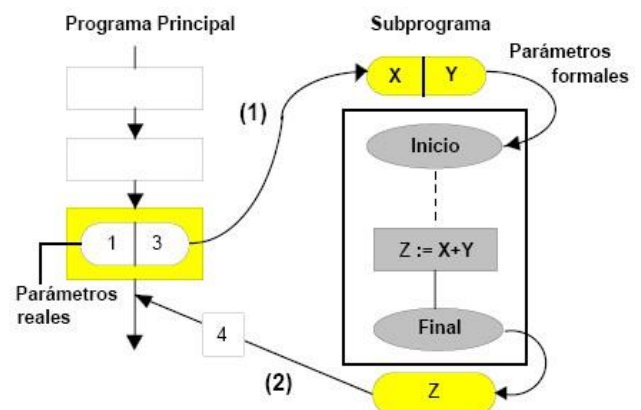 Programa Principal
Subprograma
Parámetros
formales
X Y
(1)
Inicio
1 3
Z := X+Y
Parámetros
reales
4
Final
(2)
Z